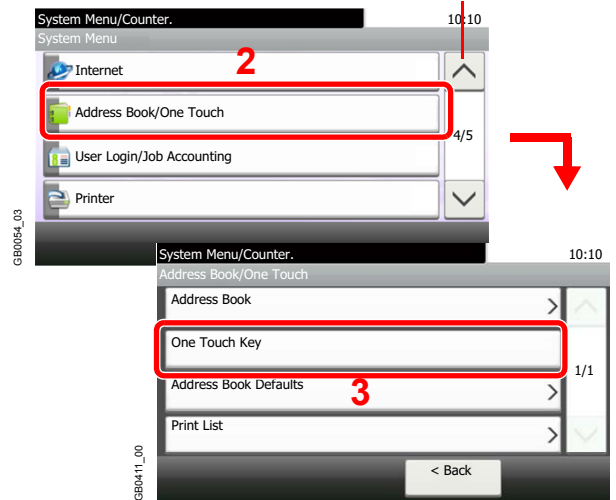 System Menu/Counter.
10:10
System Menu
Internet
2
Address Book/One Touch
4/5
User Login/Job Accounting
Printer
GB0054_03
System Menu/Counter.
10:10
Address Book/One Touch
Address Book
One Touch Key
1/1
Address Book Defaults
3
Print List
< Back
GB0411_00